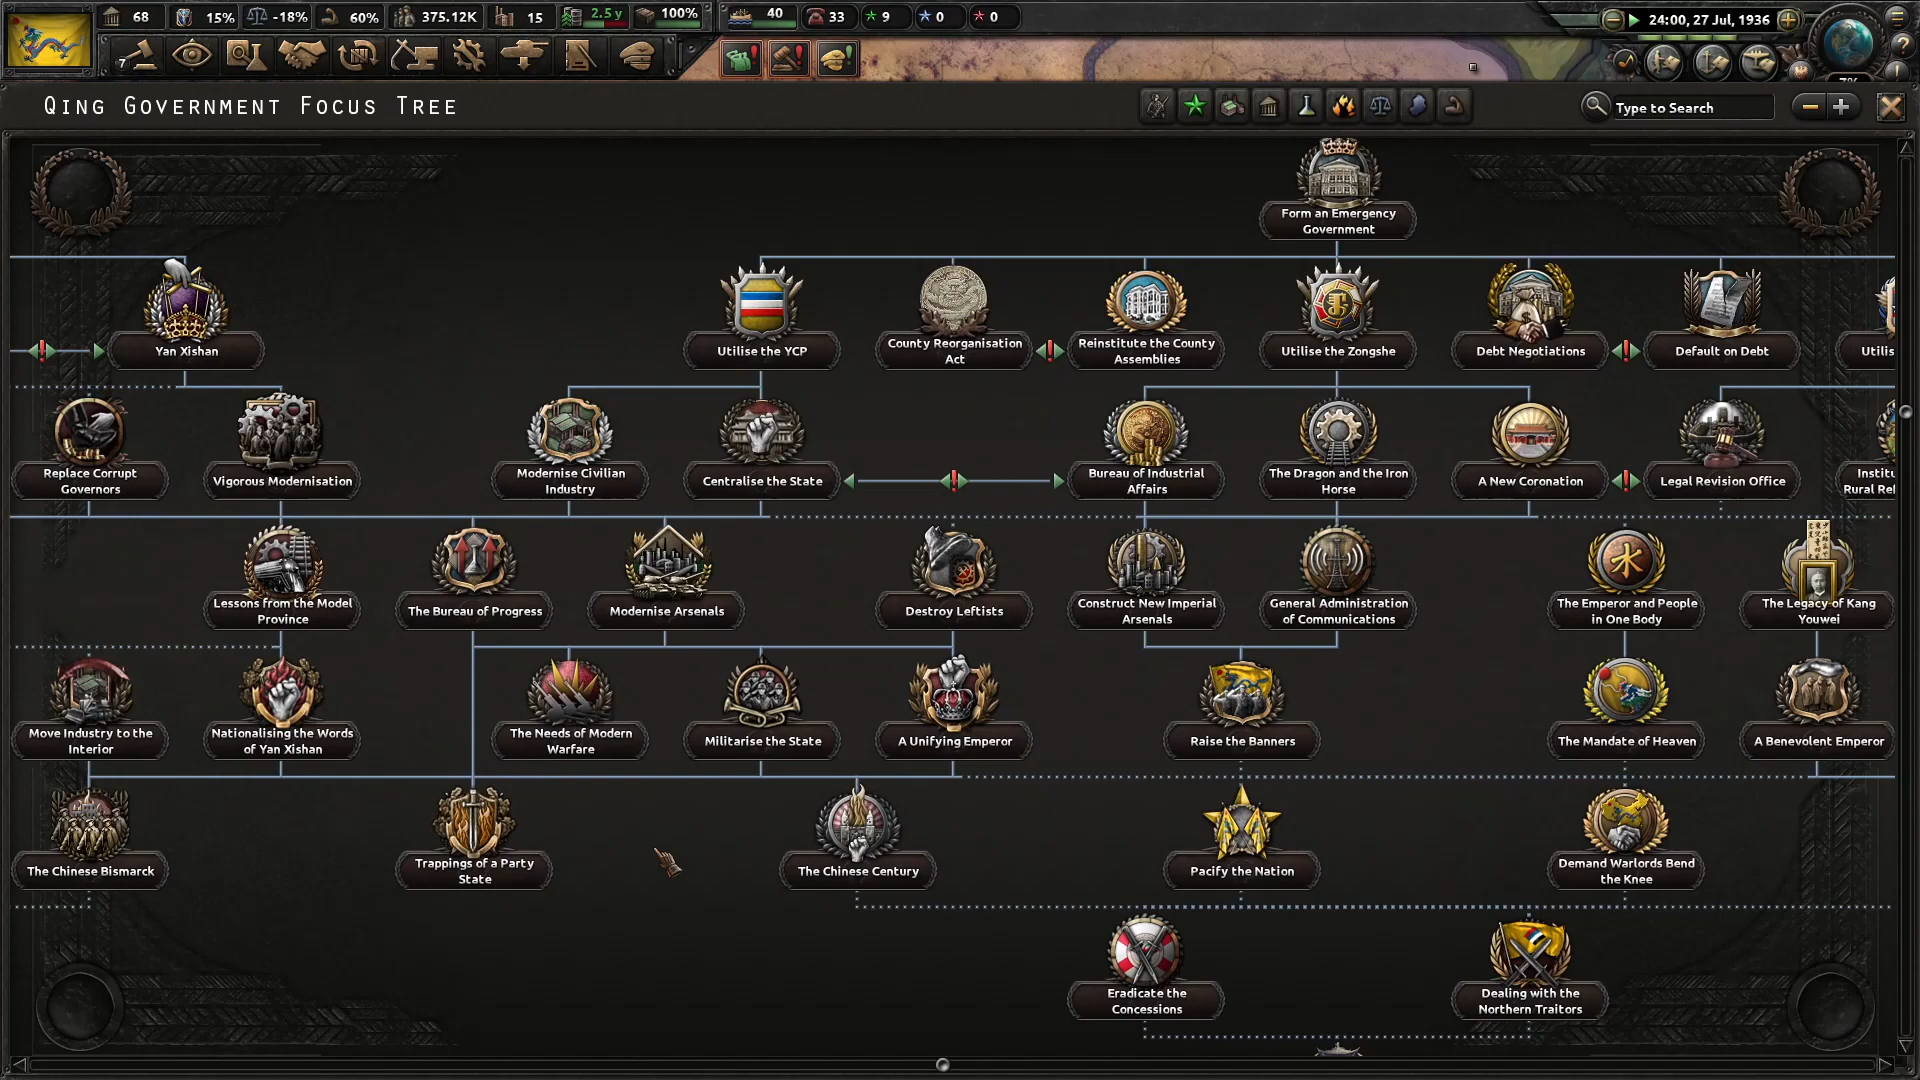 68
15%
-18%
60%
375.12K
15
2.5 y
100%
40
33
9
0
0
24:00, 27 Jul, 1936
7
Qing Government Focus Tree
Type to Search
Form an Emergency
Government
Yan Xishan
Utilise the YCP
County Reorganisation
Act
Reinstitute the County
Assemblies
Utilise the Zongshe
Debt Negotiations
Default on Debt
Utilis
Replace Corrupt
Governors
Vigorous Modernisation
Modernise Civilian
Industry
Centralise the State
Bureau of Industrial
Affairs
The Dragon and the Iron
Horse
A New Coronation
Legal Revision Office
Instit
Rural Rel
Lessons from the Model
Province
The Bureau of Progress
Modernise Arsenals
Destroy Leftists
Construct New Imperial
Arsenals
General Administration
of Communications
The Emperor and People
in One Body
The Legacy of Kang
Youwei
Move Industry to the
Interior
Nationalising the Words
of Yan Xishan
The Needs of Modern
Warfare
Militarise the State
A Unifying Emperor
Raise the Banners
The Mandate of Heaven
A Benevolent Emperor
The Chinese Bismarck
Trappings of a Party
State
The Chinese Century
Pacify the Nation
Demand Warlords Bend
the Knee
Eradicate the
Concessions
Dealing with the
Northern Traitors